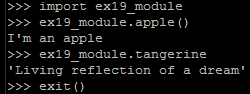 >>> import ex19_module
>>> ex19_module.apple()
I'm an apple
>>> ex19_module.tangerine
'Living reflection of a dream'
>>> exit()